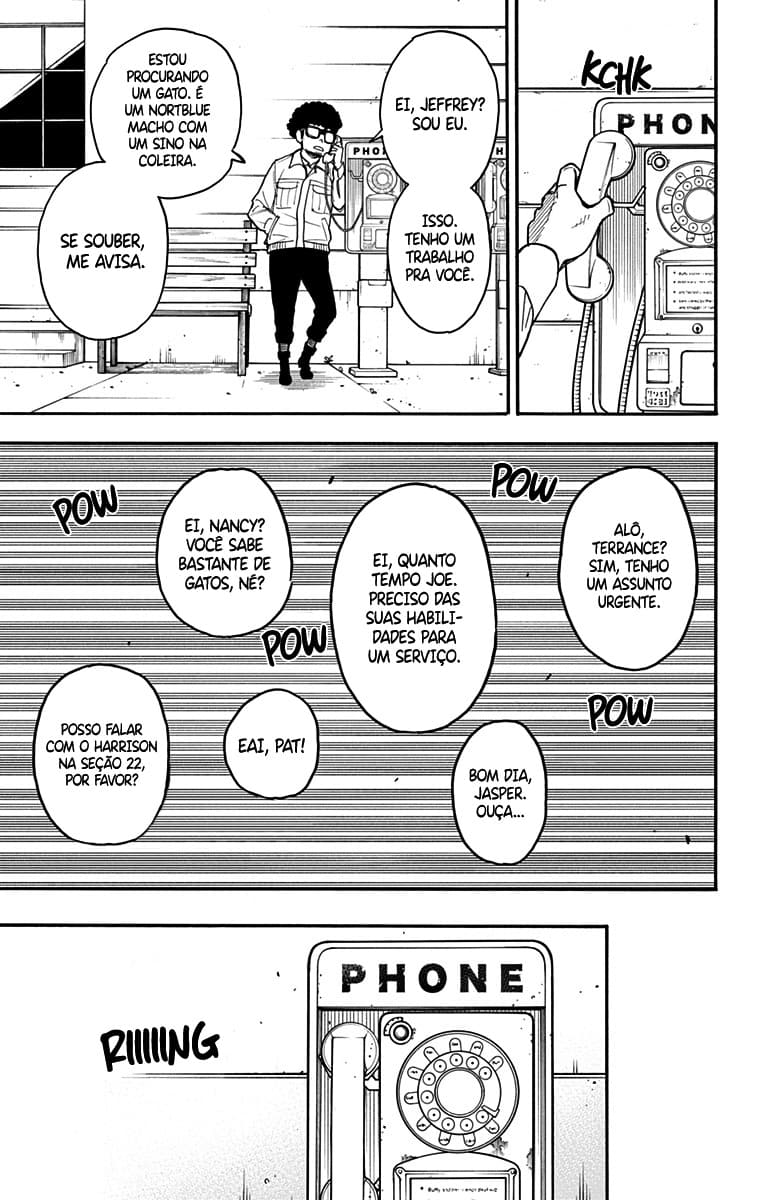 KCHK
PHON
EI, JEFFREY?
SOU EU.
ISSO.
TENHO UM
TRABALHO
PRA VOCÊ.
PHONE
ESTOU
PROCURANDO
UM GATO. É
UM NORTBLUE
MACHO COM
UM SINO NA
COLEIRA.
SE SOUBER,
ME AVISA.
POW
ALÔ,
TERRANCE?
SIM, TENHO
UM ASSUNTO
URGENTE.
EI, QUANTO
TEMPO JOE.
PRECISO DAS
SUAS HABILI-
DADES PARA
UM SERVIÇO.
POW
EI, NANCY?
VOCÊ SABE
BASTANTE DE
GATOS, NÉ?
POW
POW
BOM DIA,
JASPER.
OUÇA...
EAI, PAT!
POSSO FALAR
COM O HARRISON
NA SEÇÃO 22,
POR FAVOR?
PHONE
RIIIIING